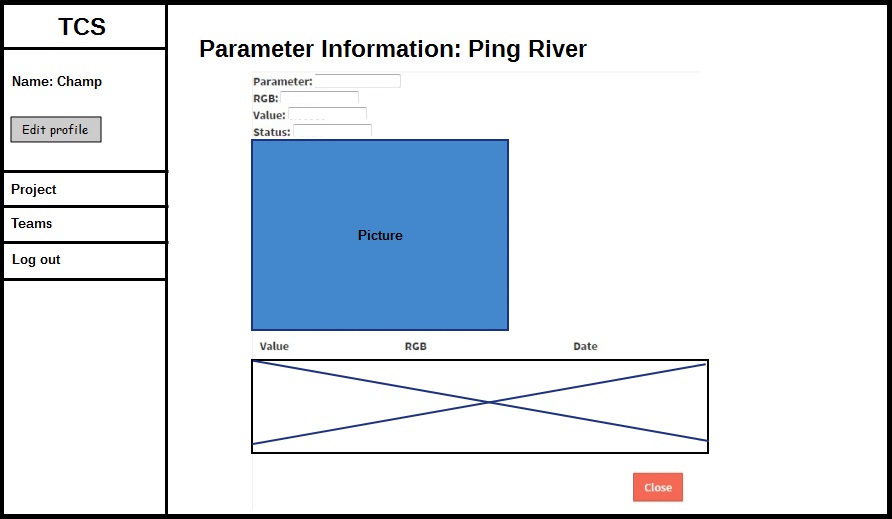 TCS
Name: Champ
Edit profile
Project
Teams
Log out
Parameter Information: Ping River
Parameter:
RGB:
Value:
Status:
Picture
Value RGB Date
Close